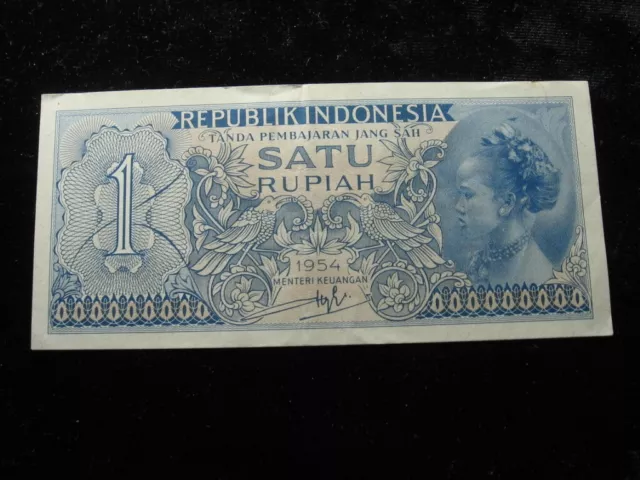 REPUBLIK INDONESIA
TANDA PEMBAJARAN JANG SAH
SATU
RUPIAH
1
1954
MENTERI KEUANGAN